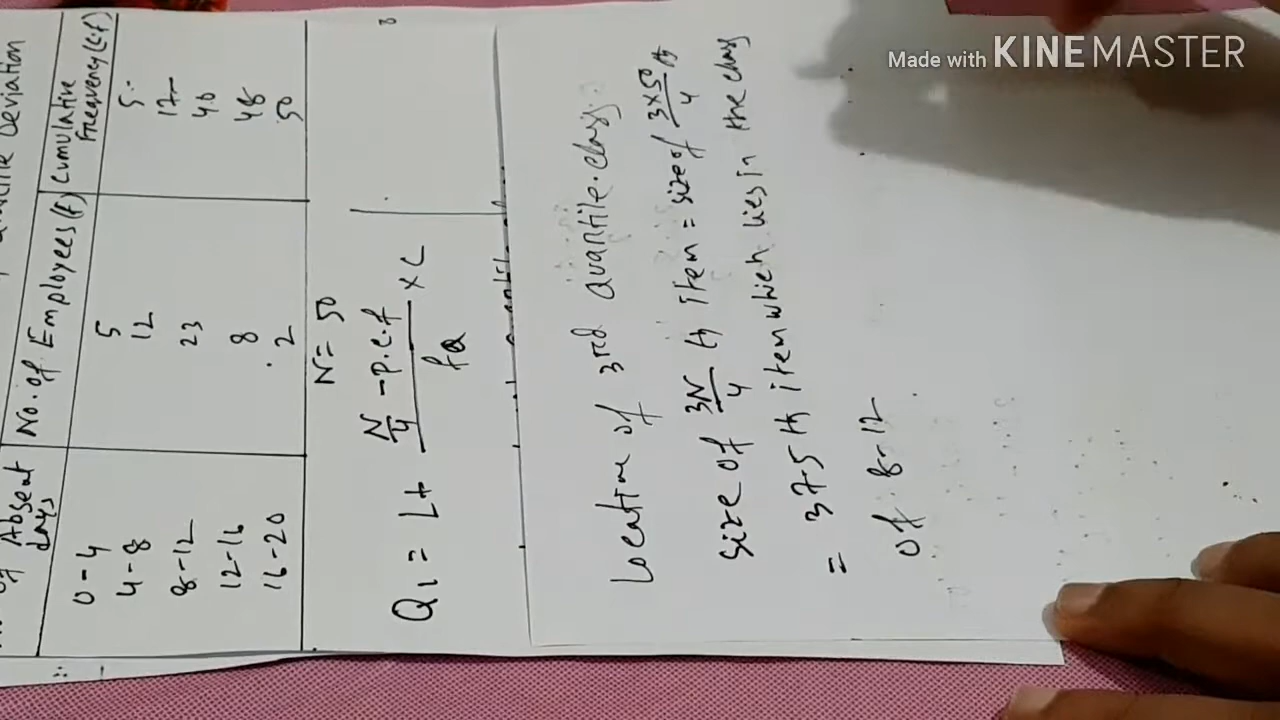 Made with KINEMASTER
Deviation
of Absent days | No. of Employees (f) | Cumulative Frequency (c.f)
0-4 | 5 | 5
4-8 | 12 | 17
8-12 | 23 | 40
12-16 | 8 | 48
16-20 | 2 | 50
N = 50
Q1 = L+ N/4 - p.c.f / fQ × C
Location of 3rd Quantile class:
size of 3N/4 th item = size of 3×50/4 th
= 37.5 th item which lies in the class
of 8-12